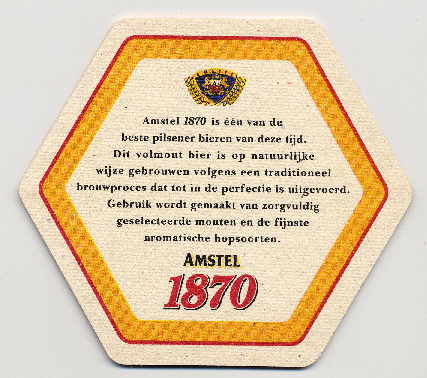 AMSTEL
Amstel 1870 is één van de
beste pilsener bieren van deze tijd.
Dit volmout bier is op natuurlijke
wijze gebrouwen volgens een traditioneel
brouwproces dat tot in de perfectie is uitgevoerd.
Gebruik wordt gemaakt van zorgvuldig
geselecteerde mouten en de fijnste
aromatische hopsoorten.
AMSTEL
1870